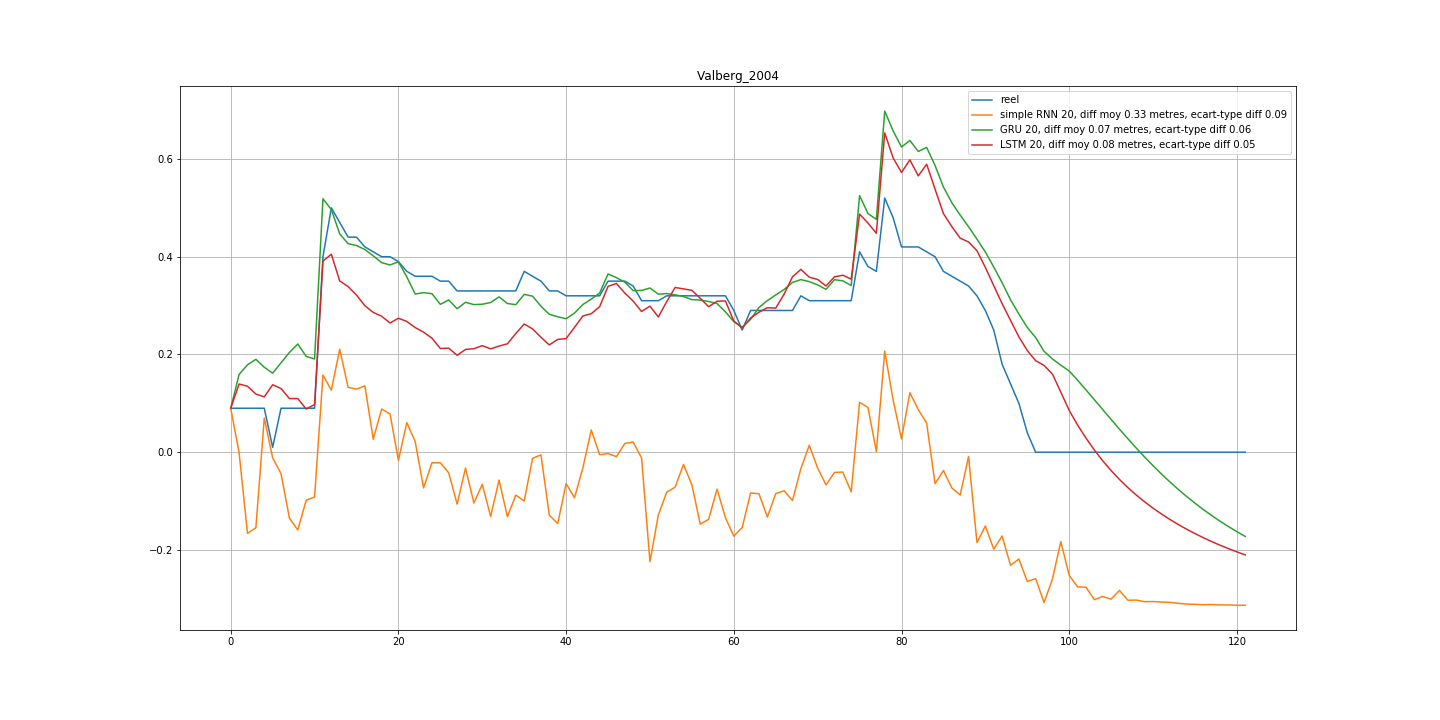 Valberg_2004
reel
simple RNN 20, diff moy 0.33 metres, ecart-type diff 0.09
GRU 20, diff moy 0.07 metres, ecart-type diff 0.06
LSTM 20, diff moy 0.08 metres, ecart-type diff 0.05
0.6
0.4
0.2
0.0
−0.2
0 20 40 60 80 100 120